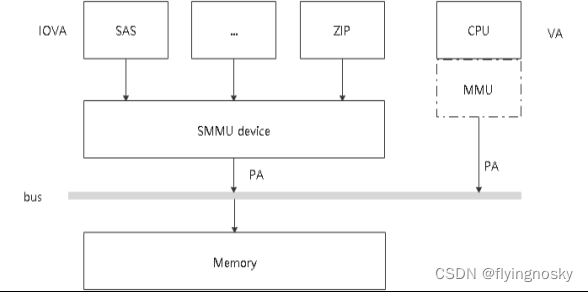 IOVA SAS ... ZIP CPU VA
MMU
SMMU device
PA PA
bus
Memory
CSDN @flyingnosky